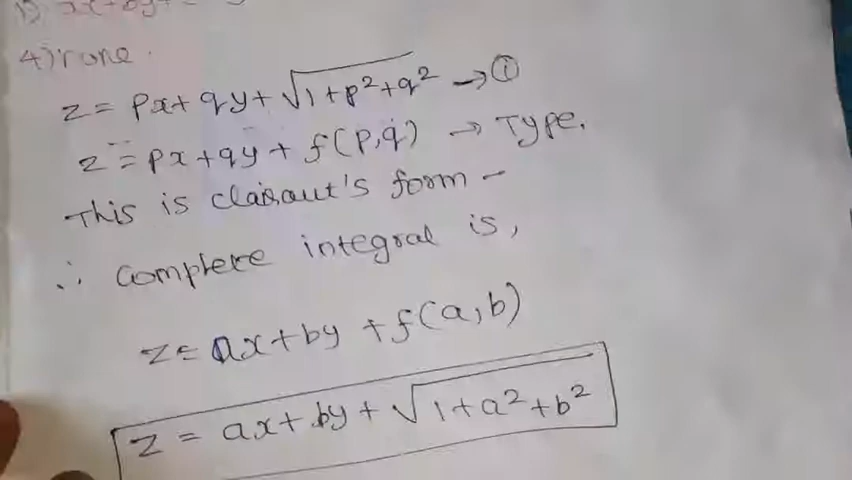 4) none.
z = px + qy + √1+p²+q² → ①
z = px + qy + f(p,q) → Type.
This is clairaut's form -
∴ complete integral is,
z = ax + by + f(a,b)
z = ax + by + √1+a²+b²